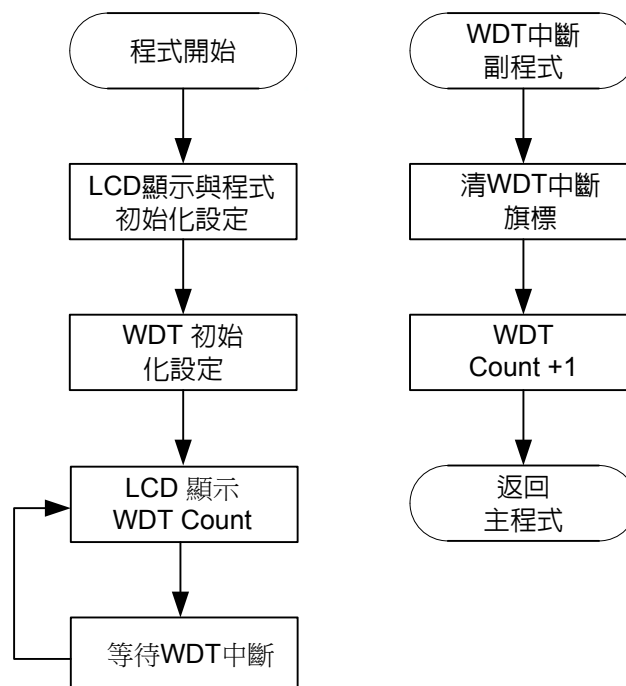 程式開始
LCD顯示與程式
初始化設定
WDT 初始
化設定
LCD 顯示
WDT Count
等待WDT中斷
WDT中斷
副程式
清WDT中斷
旗標
WDT
Count +1
返回
主程式